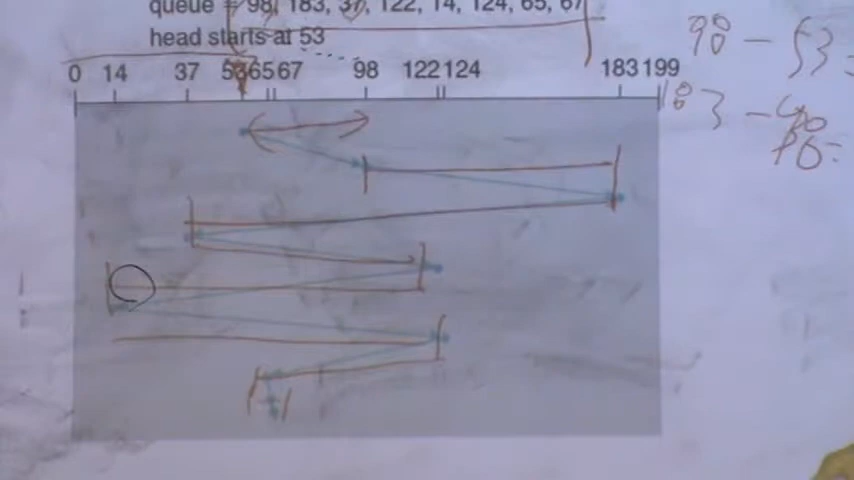 queue = 98, 183, 37, 122, 14, 124, 65, 67
head starts at 53
0 14 37 53 65 67 98 122 124 183 199
98 - 53 =
183 -